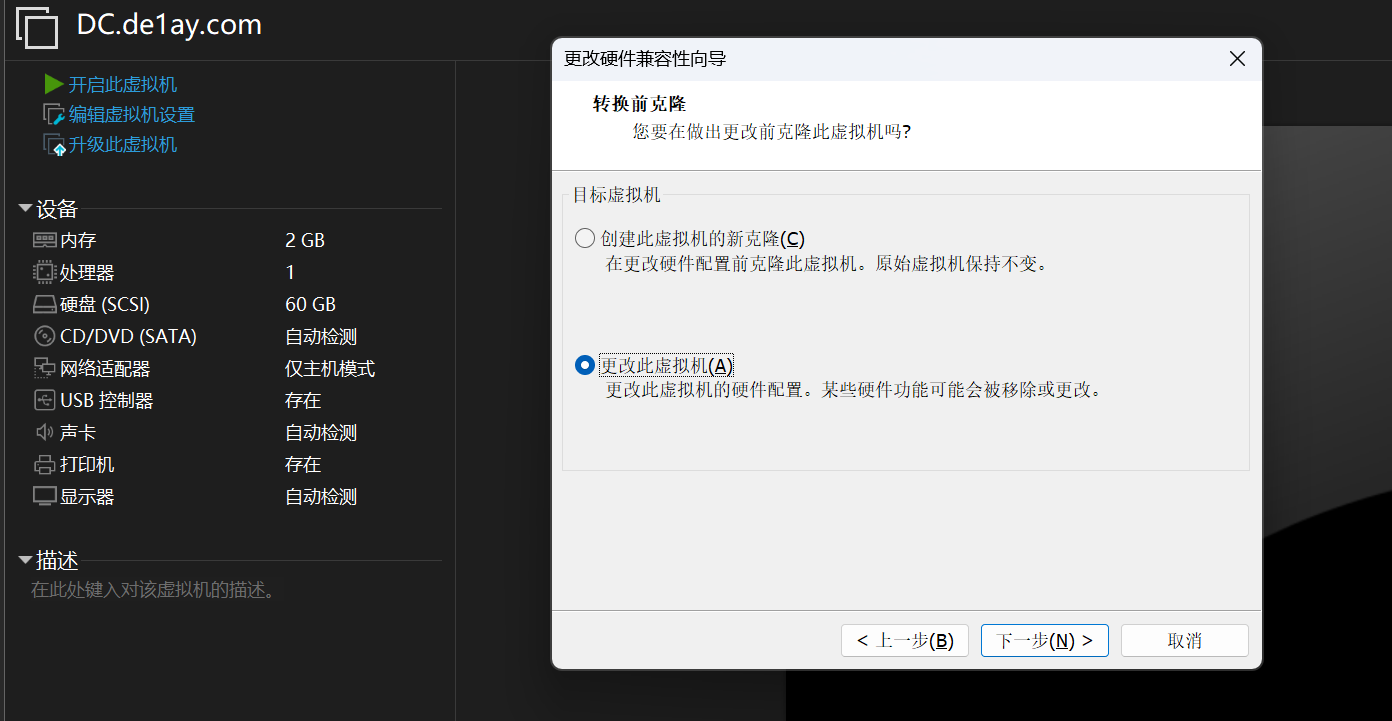 DC.de1ay.com
开启此虚拟机
编辑虚拟机设置
升级此虚拟机
设备
内存 2 GB
处理器 1
硬盘 (SCSI) 60 GB
CD/DVD (SATA) 自动检测
网络适配器 仅主机模式
USB 控制器 存在
声卡 自动检测
打印机 存在
显示器 自动检测
描述
在此处键入对该虚拟机的描述。
更改硬件兼容性向导
转换前克隆
您要在做出更改前克隆此虚拟机吗?
目标虚拟机
创建此虚拟机的新克隆(C)
在更改硬件配置前克隆此虚拟机。原始虚拟机保持不变。
更改此虚拟机(A)
更改此虚拟机的硬件配置。某些硬件功能可能会被移除或更改。
< 上一步(B) 下一步(N) > 取消